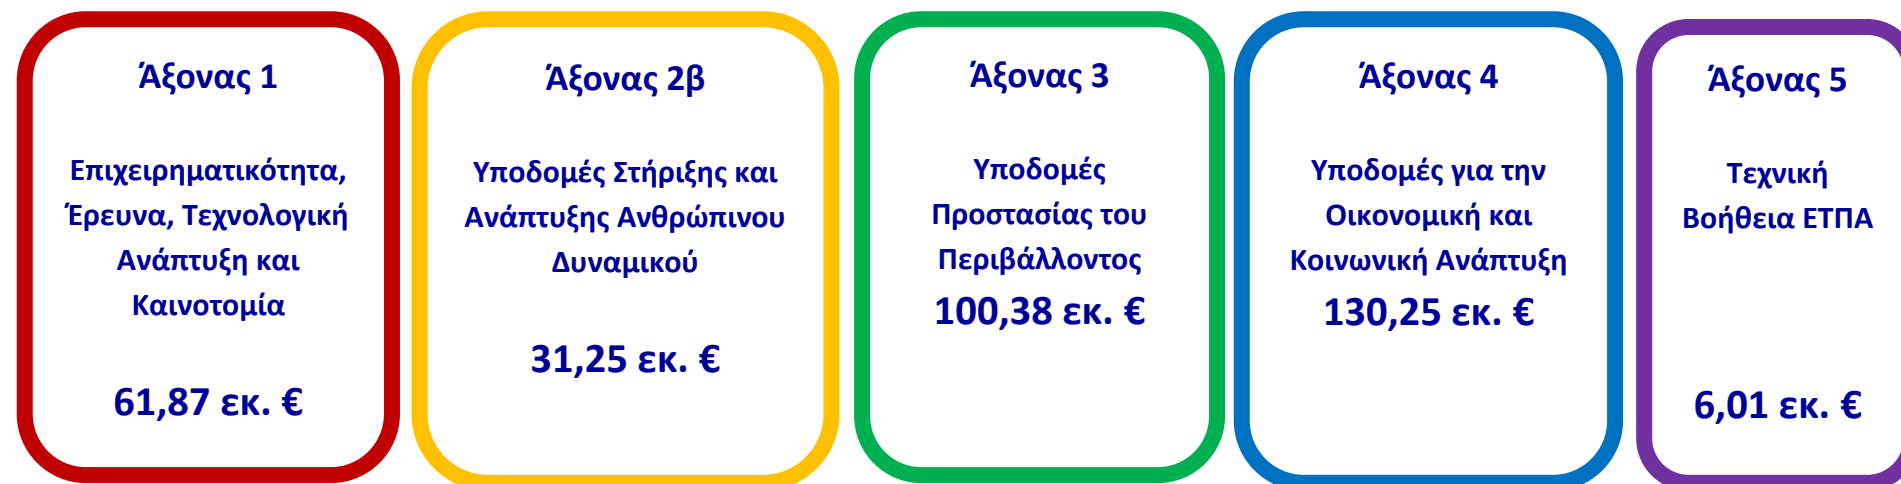 Άξονας 1
Επιχειρηματικότητα,
Έρευνα, Τεχνολογική
Ανάπτυξη και
Καινοτομία
61,87 εκ. €
Άξονας 2β
Υποδομές Στήριξης και
Ανάπτυξης Ανθρώπινου
Δυναμικού
31,25 εκ. €
Άξονας 3
Υποδομές
Προστασίας του
Περιβάλλοντος
100,38 εκ. €
Άξονας 4
Υποδομές για την
Οικονομική και
Κοινωνική Ανάπτυξη
130,25 εκ. €
Άξονας 5
Τεχνική
Βοήθεια ΕΤΠΑ
6,01 εκ. €